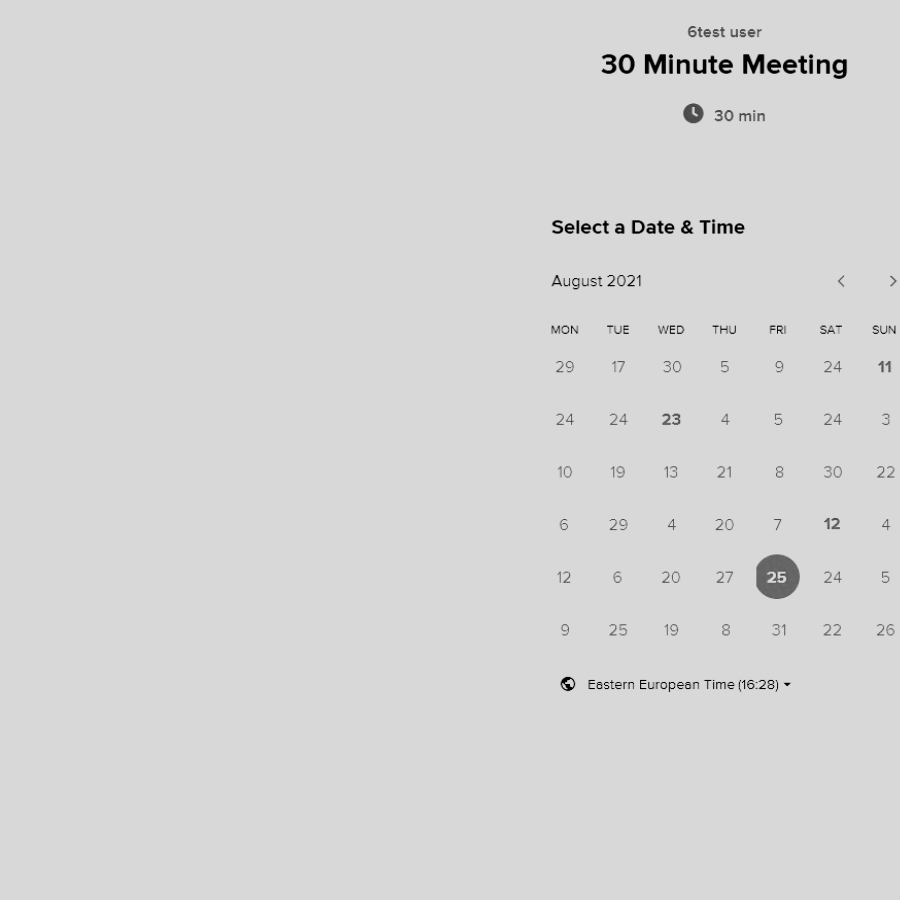 6test user
30 Minute Meeting
30 min
Select a Date & Time
August 2021
MON TUE WED THU FRI SAT SUN
29 17 30 5 9 24 11
24 24 23 4 5 24 3
10 19 13 21 8 30 22
6 29 4 20 7 12 4
12 6 20 27 25 24 5
9 25 19 8 31 22 26
Eastern European Time (16:28)